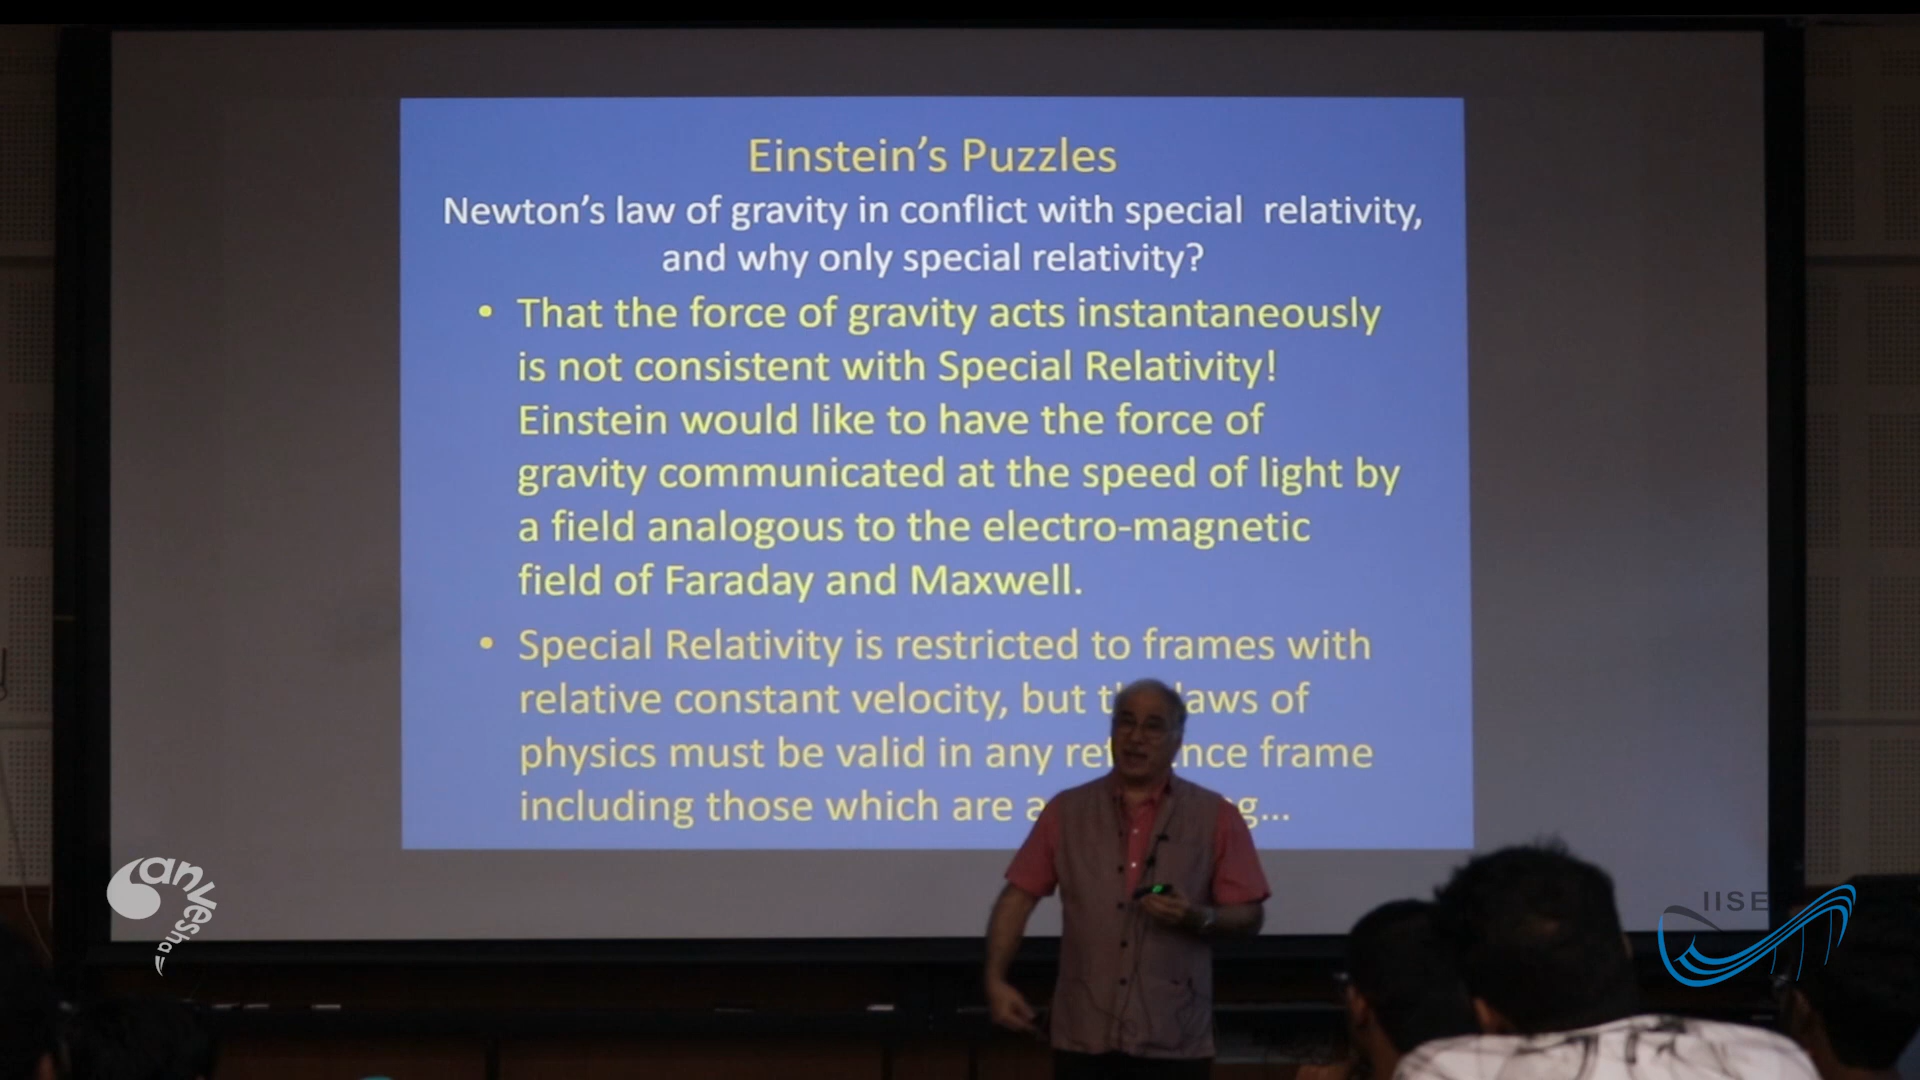 Einstein's Puzzles
Newton's law of gravity in conflict with special relativity,
and why only special relativity?
• That the force of gravity acts instantaneously
is not consistent with Special Relativity!
Einstein would like to have the force of
gravity communicated at the speed of light by
a field analogous to the electro-magnetic
field of Faraday and Maxwell.
• Special Relativity is restricted to frames with
relative constant velocity, but laws of
physics must be valid in any frame
including those which are
anvesha
IISE